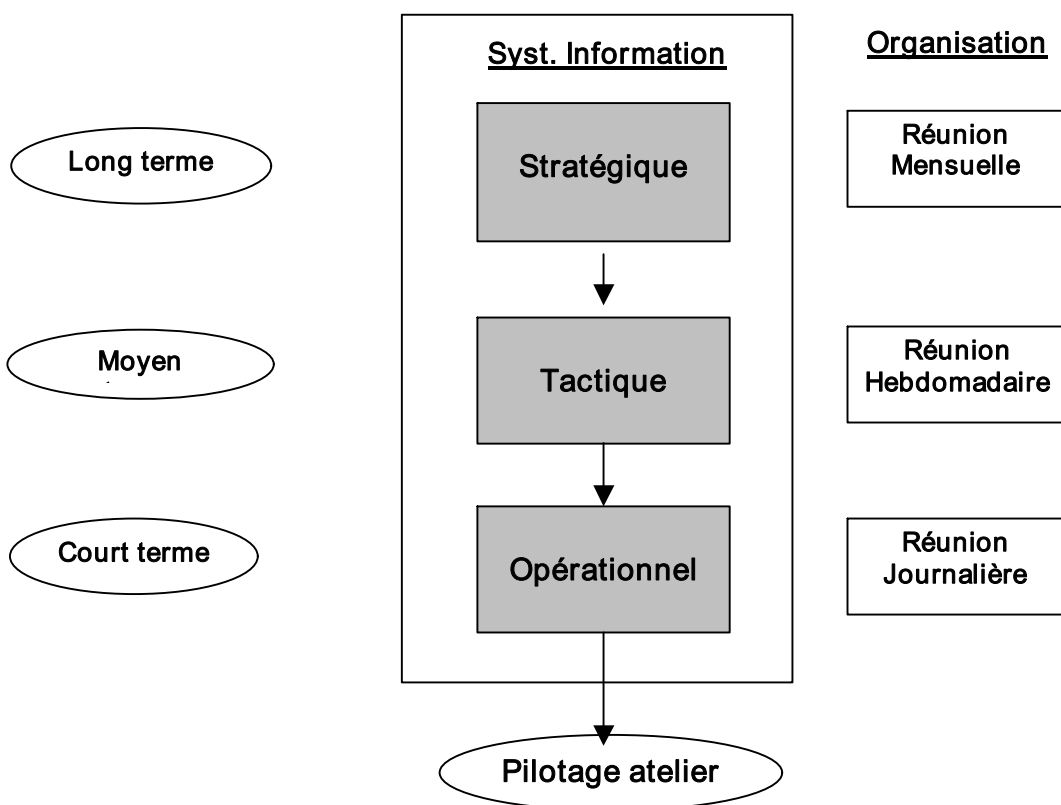 Syst. Information
Organisation
Long terme
Stratégique
Réunion
Mensuelle
Moyen
Tactique
Réunion
Hebdomadaire
Court terme
Opérationnel
Réunion
Journalière
Pilotage atelier